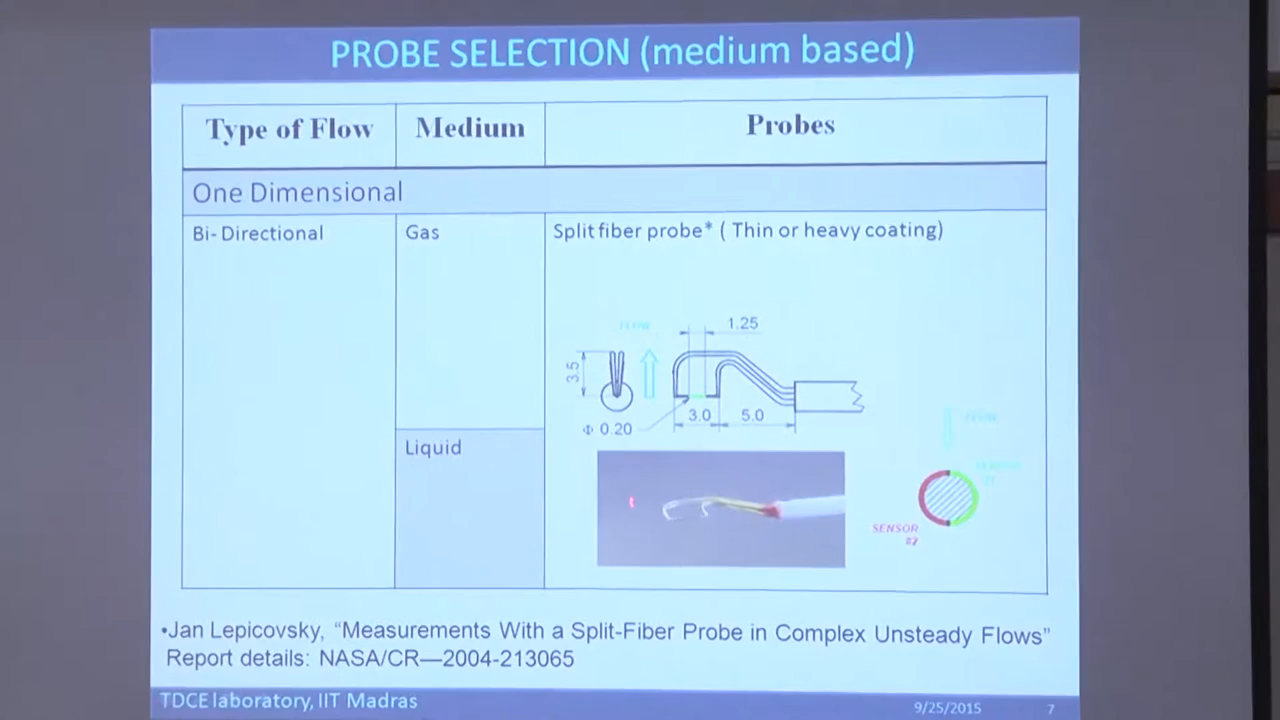 PROBE SELECTION (medium based)
Type of Flow Medium Probes
One Dimensional
Bi- Directional Gas Split fiber probe* ( Thin or heavy coating)
FLOW
1.25
3.5
3.0 5.0
Φ 0.20
Liquid
FLOW
SENSOR
SENSOR
#2
•Jan Lepicovsky, “Measurements With a Split-Fiber Probe in Complex Unsteady Flows”
Report details: NASA/CR—2004-213065
TDCE laboratory, IIT Madras 9/25/2015 7